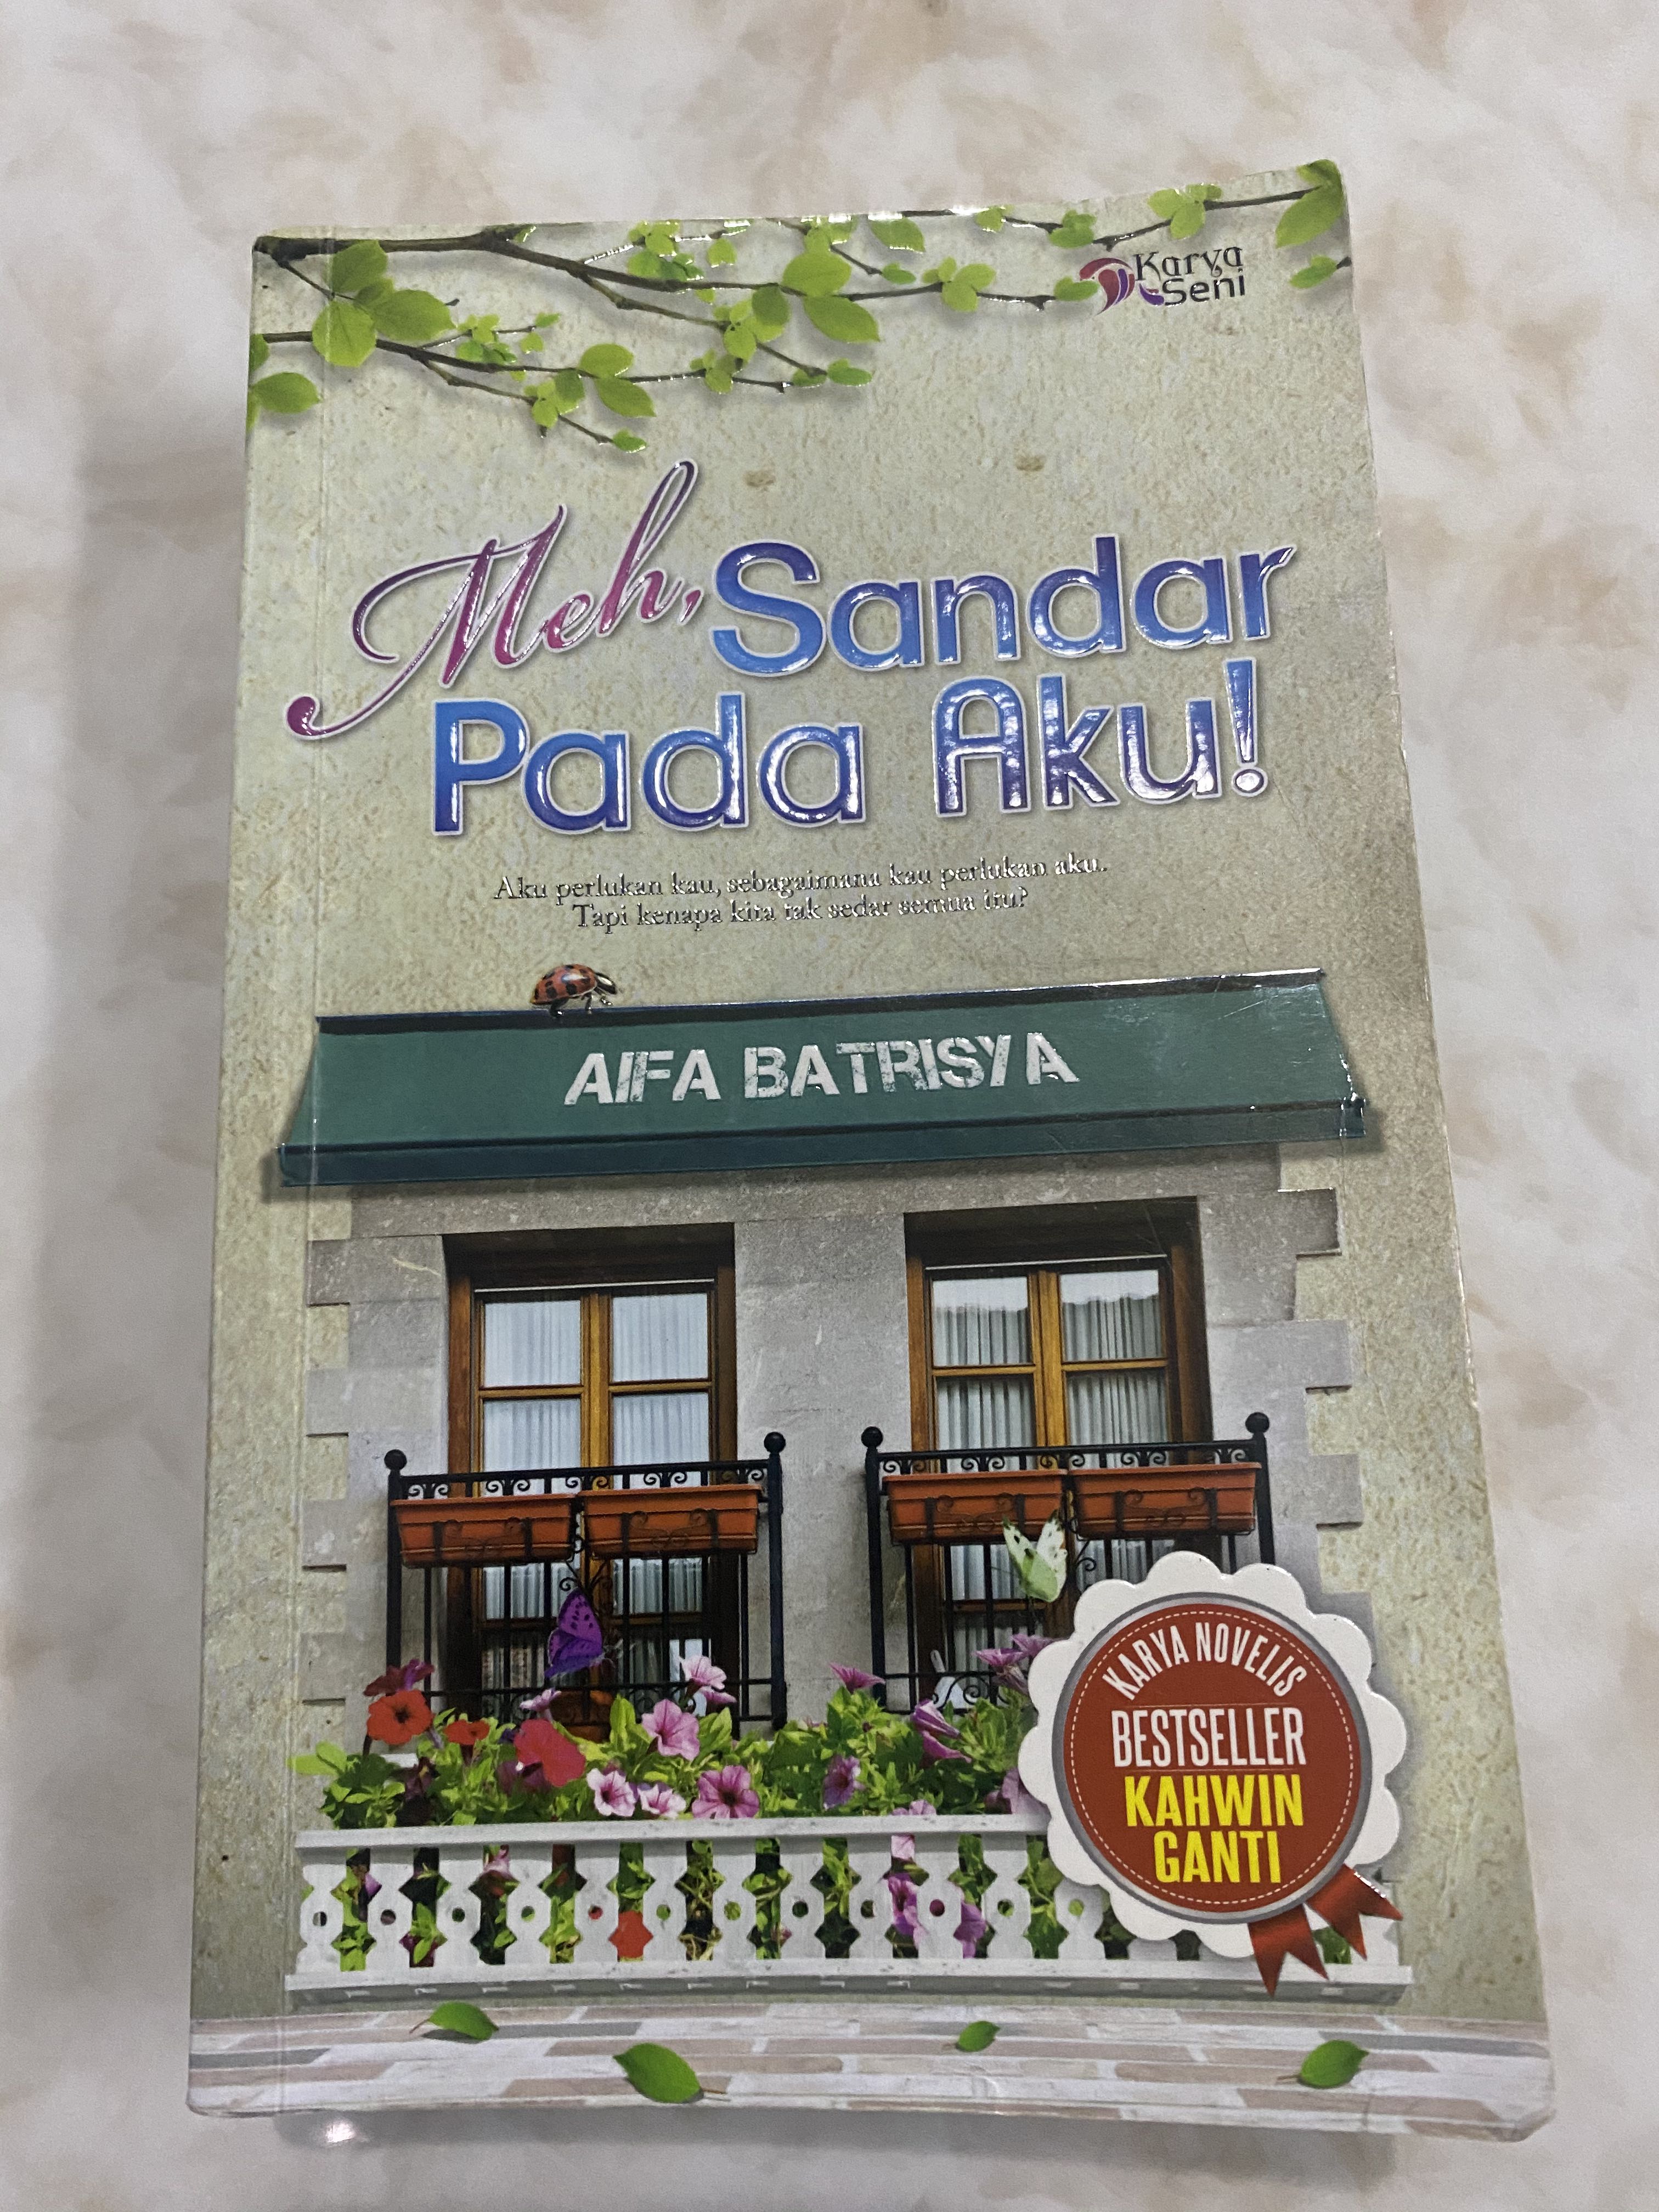 Karya
Seni
Meh, Sandar
Pada Aku!
Aku perlukan kau, sebagaimana kau perlukan aku.
Tapi kenapa kita tak sedar semua itu?
AIFA BATRISYA
KARYA NOVELIS
BESTSELLER
KAHWIN
GANTI